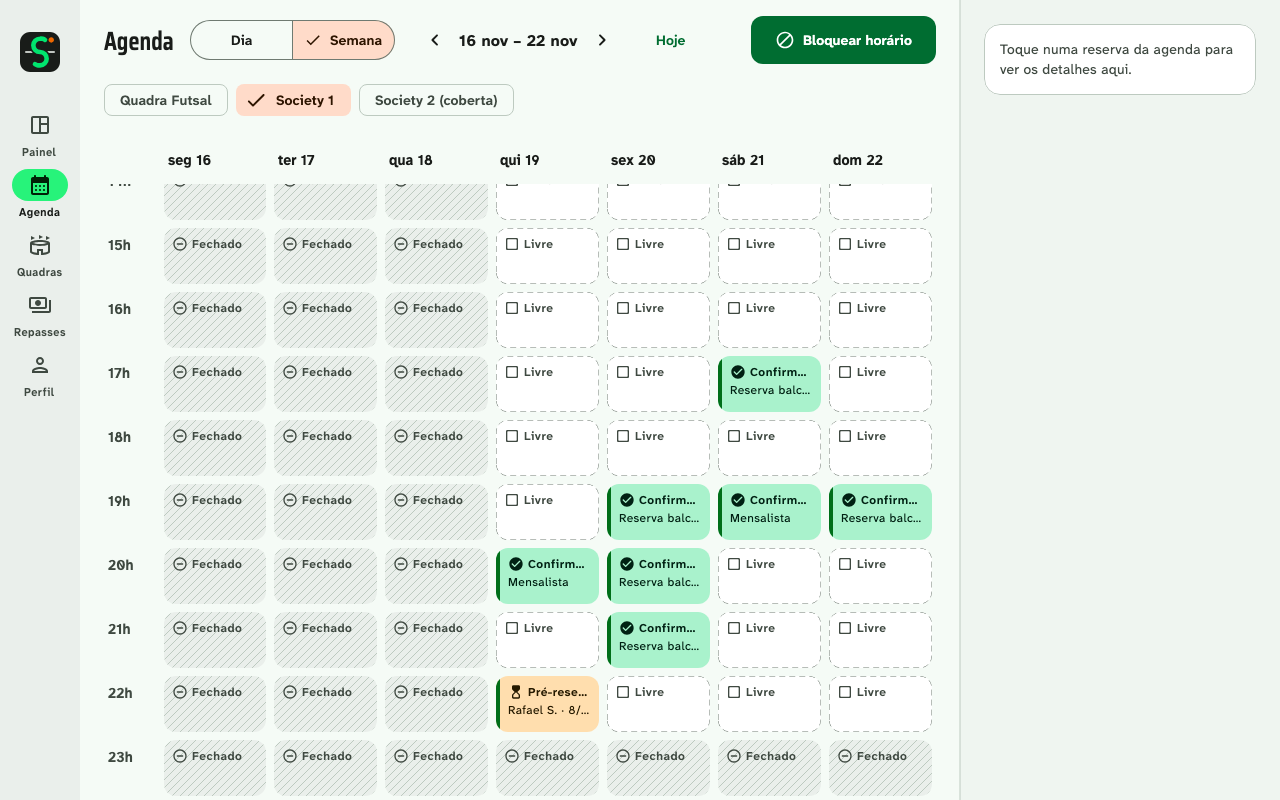 Agenda
Dia
Semana
16 nov – 22 nov
Hoje
Bloquear horário
Toque numa reserva da agenda para
ver os detalhes aqui.
Quadra Futsal
Society 1
Society 2 (coberta)
Painel
Agenda
Quadras
Repasses
Perfil
seg 16 ter 17 qua 18 qui 19 sex 20 sáb 21 dom 22
15h Fechado Fechado Fechado Livre Livre Livre Livre
16h Fechado Fechado Fechado Livre Livre Livre Livre
17h Fechado Fechado Fechado Livre Livre Confirm... Livre
Reserva balc...
18h Fechado Fechado Fechado Livre Livre Livre Livre
19h Fechado Fechado Fechado Livre Confirm... Confirm... Confirm...
Reserva balc... Mensalista Reserva balc...
20h Fechado Fechado Fechado Confirm... Confirm... Livre Livre
Mensalista Reserva balc...
21h Fechado Fechado Fechado Livre Confirm... Livre Livre
Reserva balc...
22h Fechado Fechado Fechado Pré-rese... Livre Livre Livre
Rafael S. · 8/...
23h Fechado Fechado Fechado Fechado Fechado Fechado Fechado